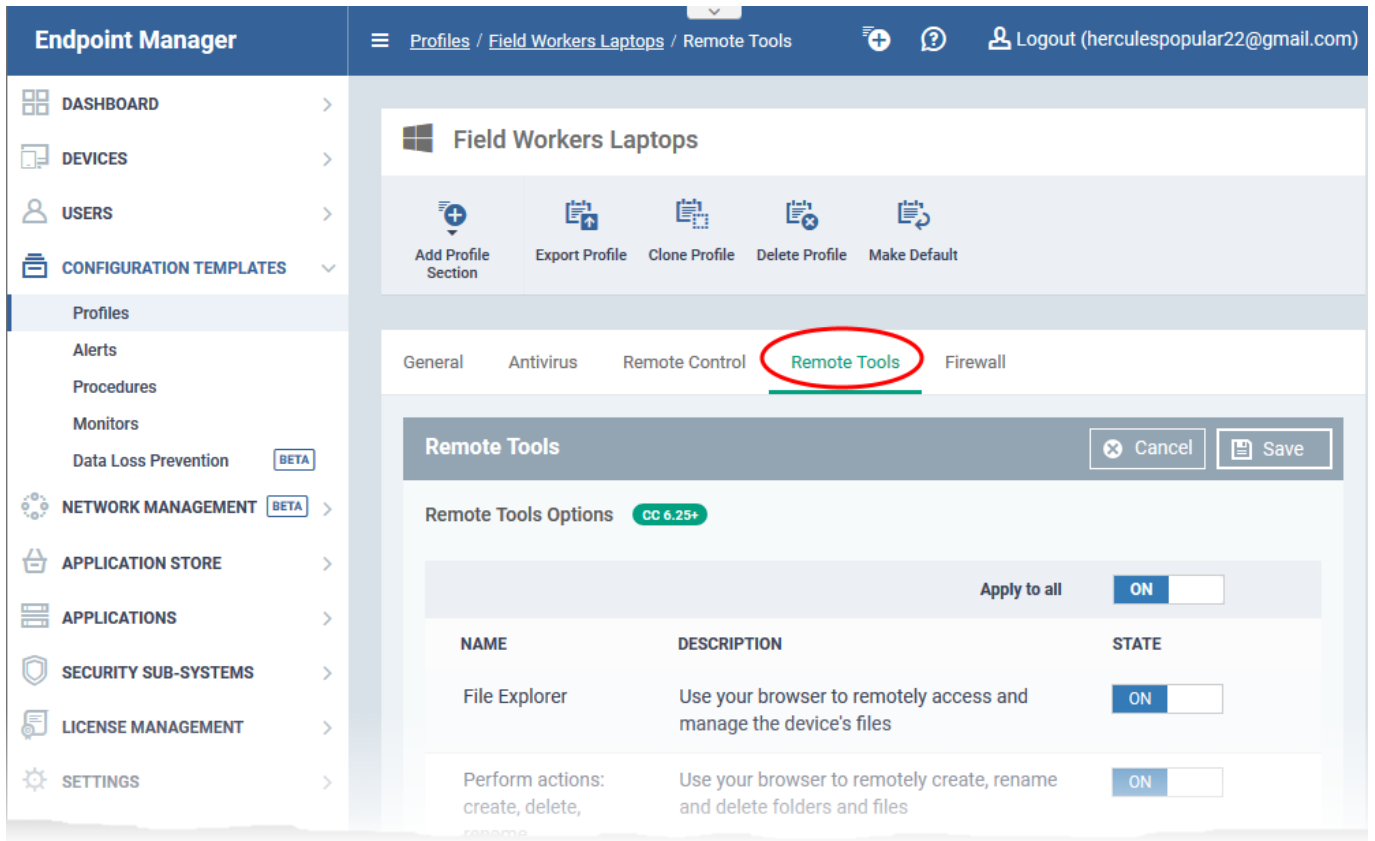 Endpoint Manager
Profiles / Field Workers Laptops / Remote Tools
Logout (herculespopular22@gmail.com)
DASHBOARD
DEVICES
USERS
CONFIGURATION TEMPLATES
Profiles
Alerts
Procedures
Monitors
Data Loss Prevention BETA
NETWORK MANAGEMENT BETA
APPLICATION STORE
APPLICATIONS
SECURITY SUB-SYSTEMS
LICENSE MANAGEMENT
SETTINGS
Field Workers Laptops
Add Profile
Section
Export Profile
Clone Profile
Delete Profile
Make Default
General
Antivirus
Remote Control
Remote Tools
Firewall
Remote Tools
Cancel
Save
Remote Tools Options CC 6.25+
Apply to all ON
NAME DESCRIPTION STATE
File Explorer
Use your browser to remotely access and
manage the device's files
ON
Perform actions:
create, delete,
rename
Use your browser to remotely create, rename
and delete folders and files
ON